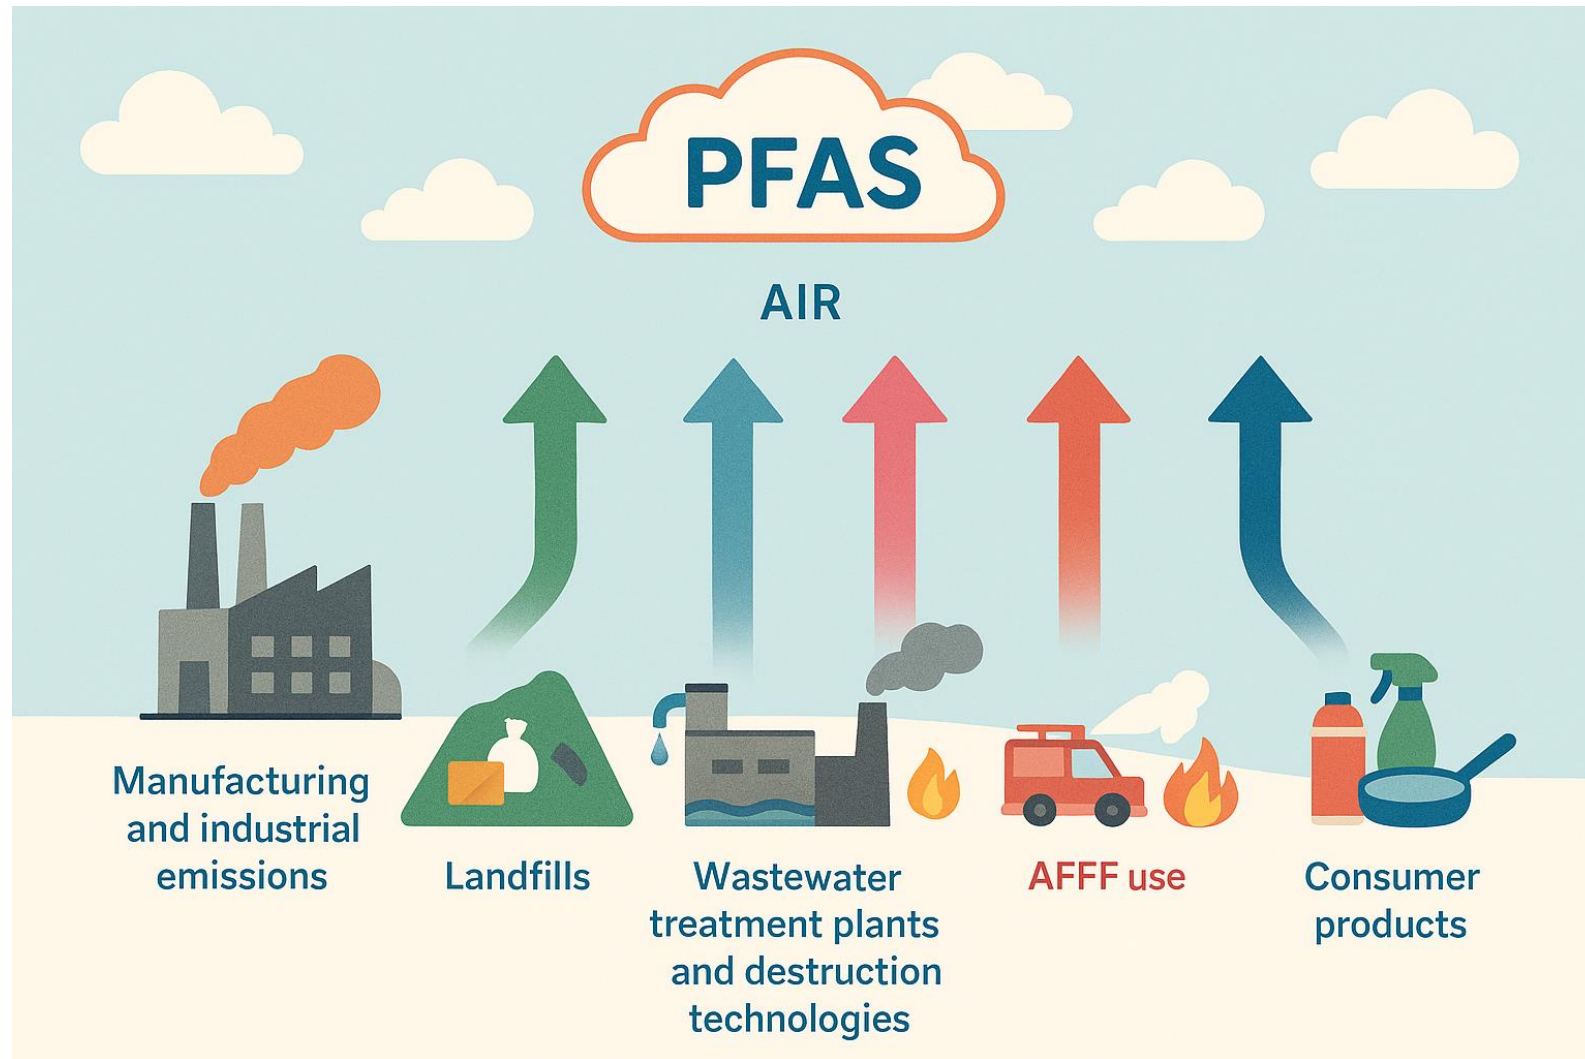 PFAS
AIR
Manufacturing
and industrial
emissions
Landfills
Wastewater
treatment plants
and destruction
technologies
AFFF use
Consumer
products